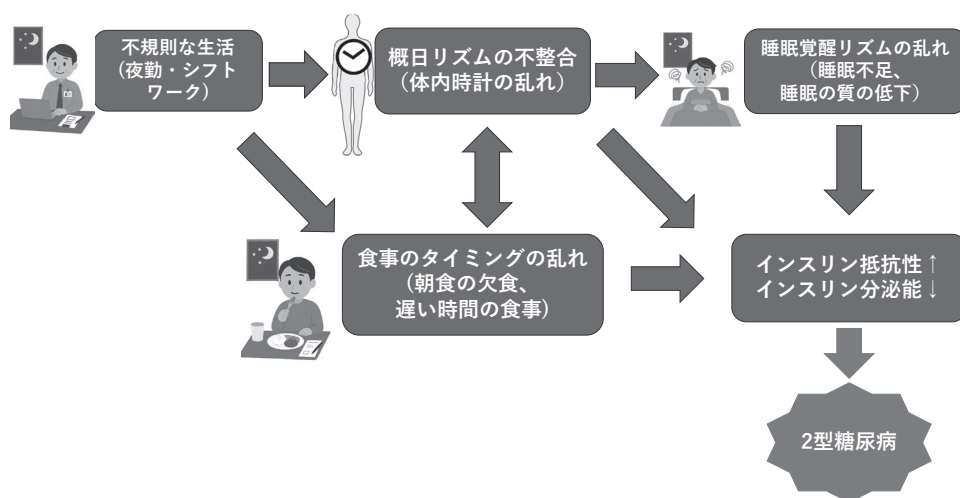 不規則な生活
(夜勤・シフト
ワーク)
概日リズムの不整合
(体内時計の乱れ)
睡眠覚醒リズムの乱れ
(睡眠不足、
睡眠の質の低下)
食事のタイミングの乱れ
(朝食の欠食、
遅い時間の食事)
インスリン抵抗性↑
インスリン分泌能↓
2型糖尿病